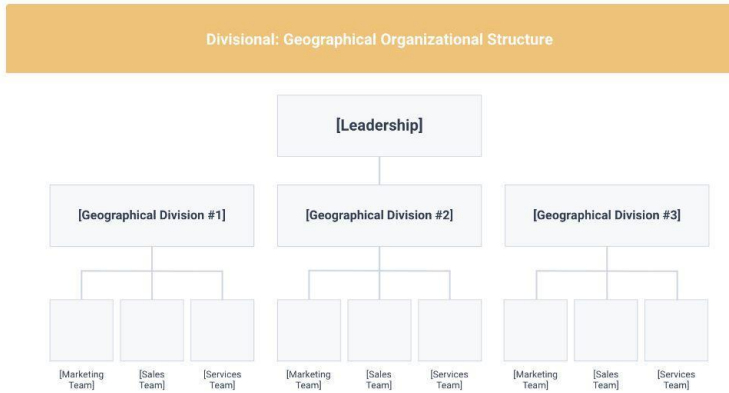 Divisional: Geographical Organizational Structure
[Leadership]
[Geographical Division #1]
[Geographical Division #2]
[Geographical Division #3]
[Marketing
Team]
[Sales
Team]
[Services
Team]
[Marketing
Team]
[Sales
Team]
[Services
Team]
[Marketing
Team]
[Sales
Team]
[Services
Team]